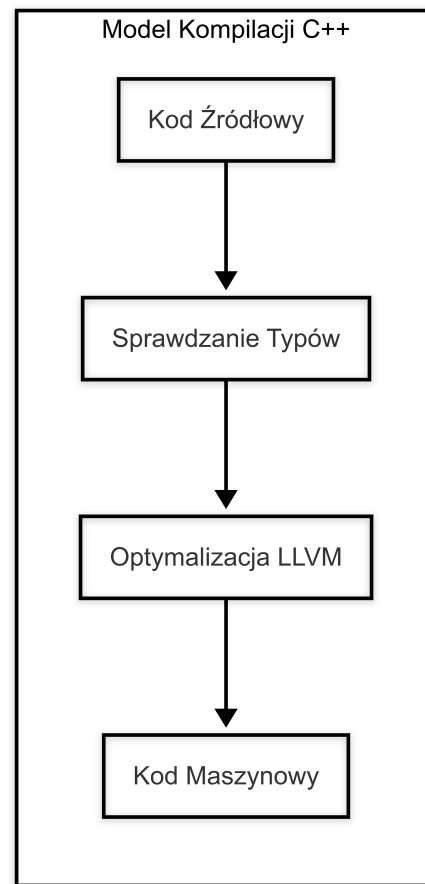 Model Kompilacji C++
Kod Źródłowy
Sprawdzanie Typów
Optymalizacja LLVM
Kod Maszynowy